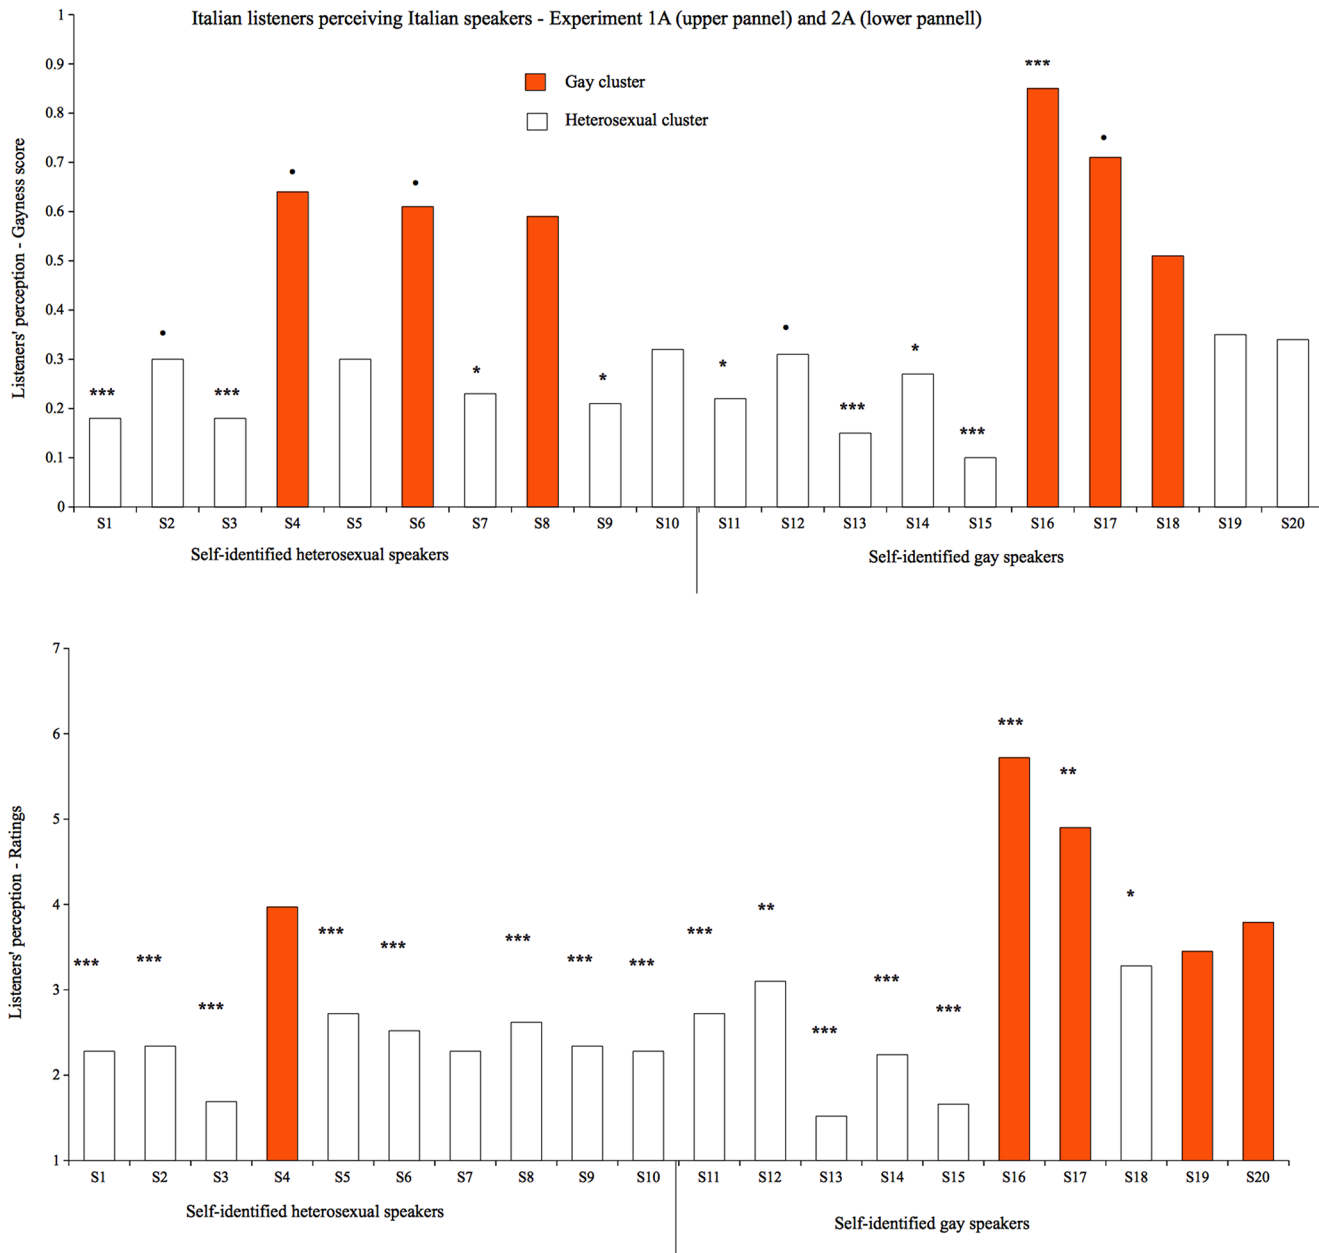 Italian listeners perceiving Italian speakers - Experiment 1A (upper pannel) and 2A (lower pannell)
Gay cluster
Heterosexual cluster
Listeners' perception - Gayness score
1
0.9
0.8
0.7
0.6
0.5
0.4
0.3
0.2
0.1
0
*** • *** • • * * * • *** * *** *** •
S1 S2 S3 S4 S5 S6 S7 S8 S9 S10 S11 S12 S13 S14 S15 S16 S17 S18 S19 S20
Self-identified heterosexual speakers
Self-identified gay speakers
Listeners' perception - Ratings
7
6
5
4
3
2
1
*** *** *** *** *** *** *** *** *** ** *** *** *** *** ** *
S1 S2 S3 S4 S5 S6 S7 S8 S9 S10 S11 S12 S13 S14 S15 S16 S17 S18 S19 S20
Self-identified heterosexual speakers
Self-identified gay speakers